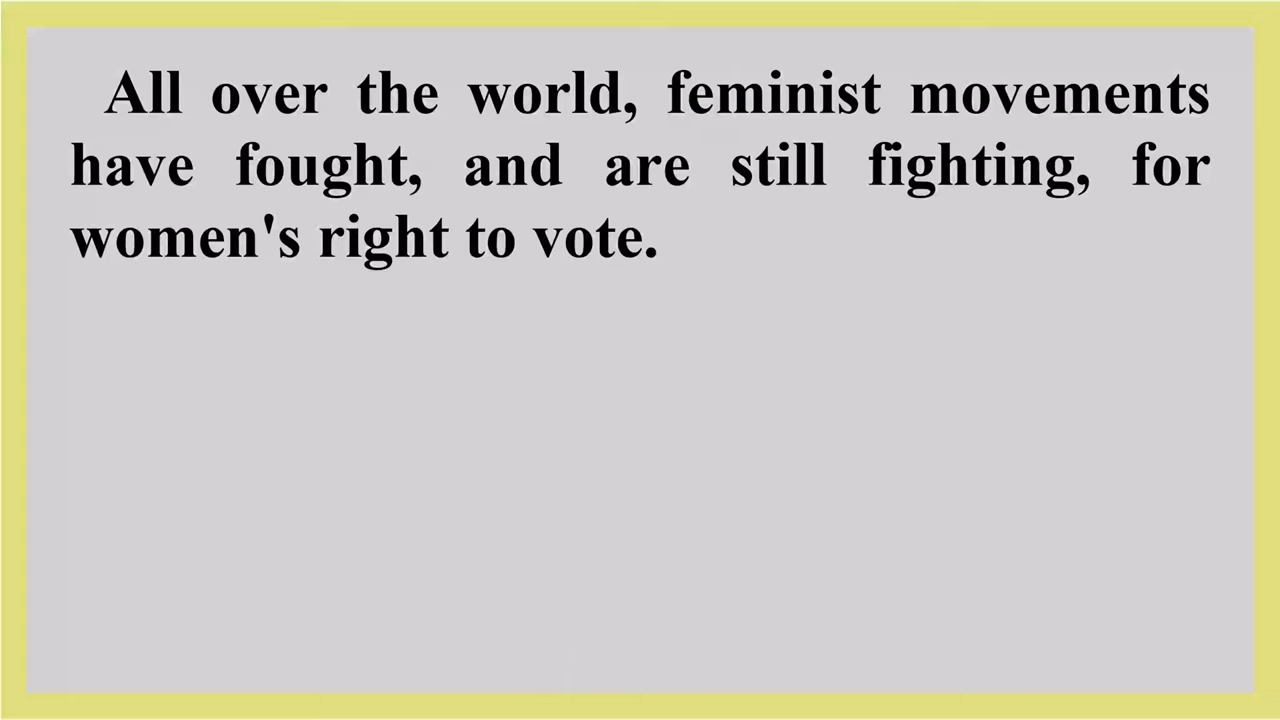 All over the world, feminist movements
have fought, and are still fighting, for
women's right to vote.